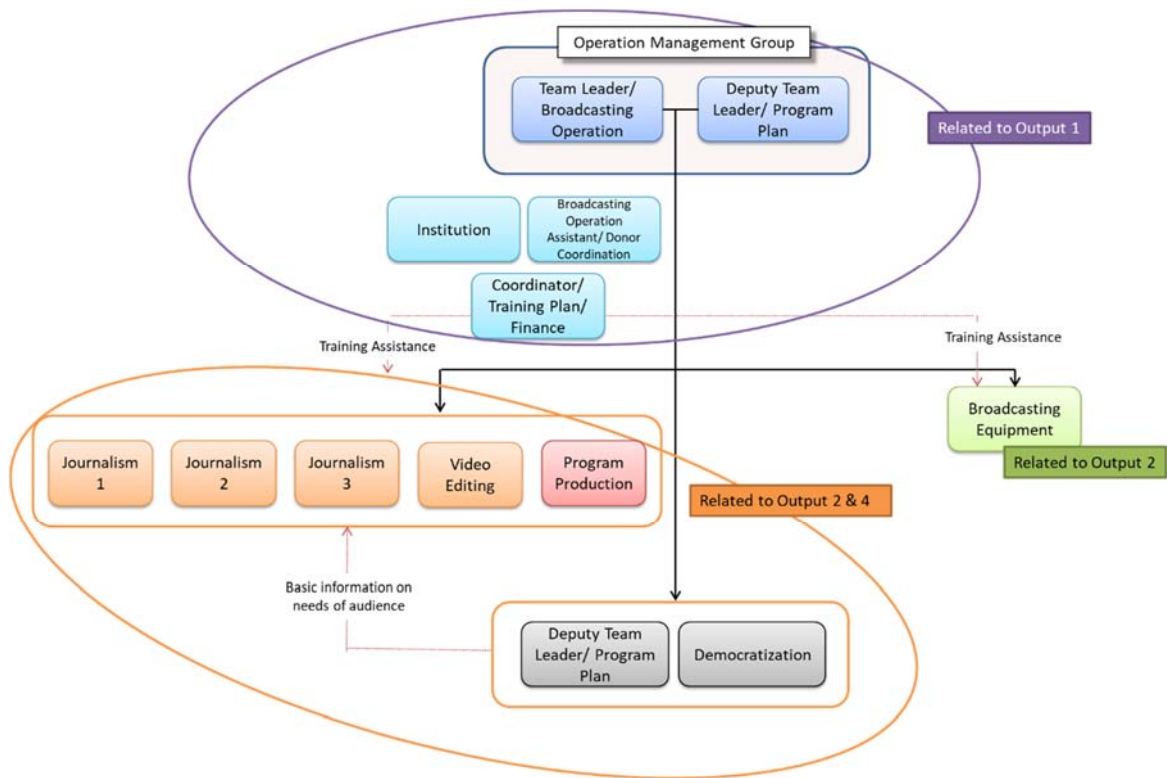 Operation Management Group
Team Leader/
Broadcasting
Operation
Deputy Team
Leader/ Program
Plan
Related to Output 1
Institution
Broadcasting
Operation
Assistant/ Donor
Coordination
Coordinator/
Training Plan/
Finance
Training Assistance
Training Assistance
Broadcasting
Equipment
Related to Output 2
Journalism
1
Journalism
2
Journalism
3
Video
Editing
Program
Production
Related to Output 2 & 4
Basic information on
needs of audience
Deputy Team
Leader/ Program
Plan
Democratization